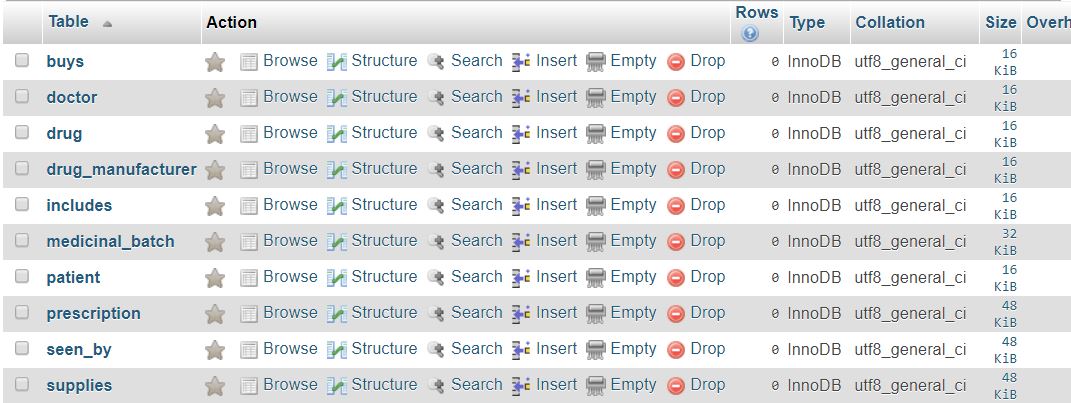 Table Action Rows Type Collation Size Overh
buys Browse Structure Search Insert Empty Drop 0 InnoDB utf8_general_ci 16 KiB
doctor Browse Structure Search Insert Empty Drop 0 InnoDB utf8_general_ci 16 KiB
drug Browse Structure Search Insert Empty Drop 0 InnoDB utf8_general_ci 16 KiB
drug_manufacturer Browse Structure Search Insert Empty Drop 0 InnoDB utf8_general_ci 16 KiB
includes Browse Structure Search Insert Empty Drop 0 InnoDB utf8_general_ci 16 KiB
medicinal_batch Browse Structure Search Insert Empty Drop 0 InnoDB utf8_general_ci 32 KiB
patient Browse Structure Search Insert Empty Drop 0 InnoDB utf8_general_ci 16 KiB
prescription Browse Structure Search Insert Empty Drop 0 InnoDB utf8_general_ci 48 KiB
seen_by Browse Structure Search Insert Empty Drop 0 InnoDB utf8_general_ci 48 KiB
supplies Browse Structure Search Insert Empty Drop 0 InnoDB utf8_general_ci 48 KiB